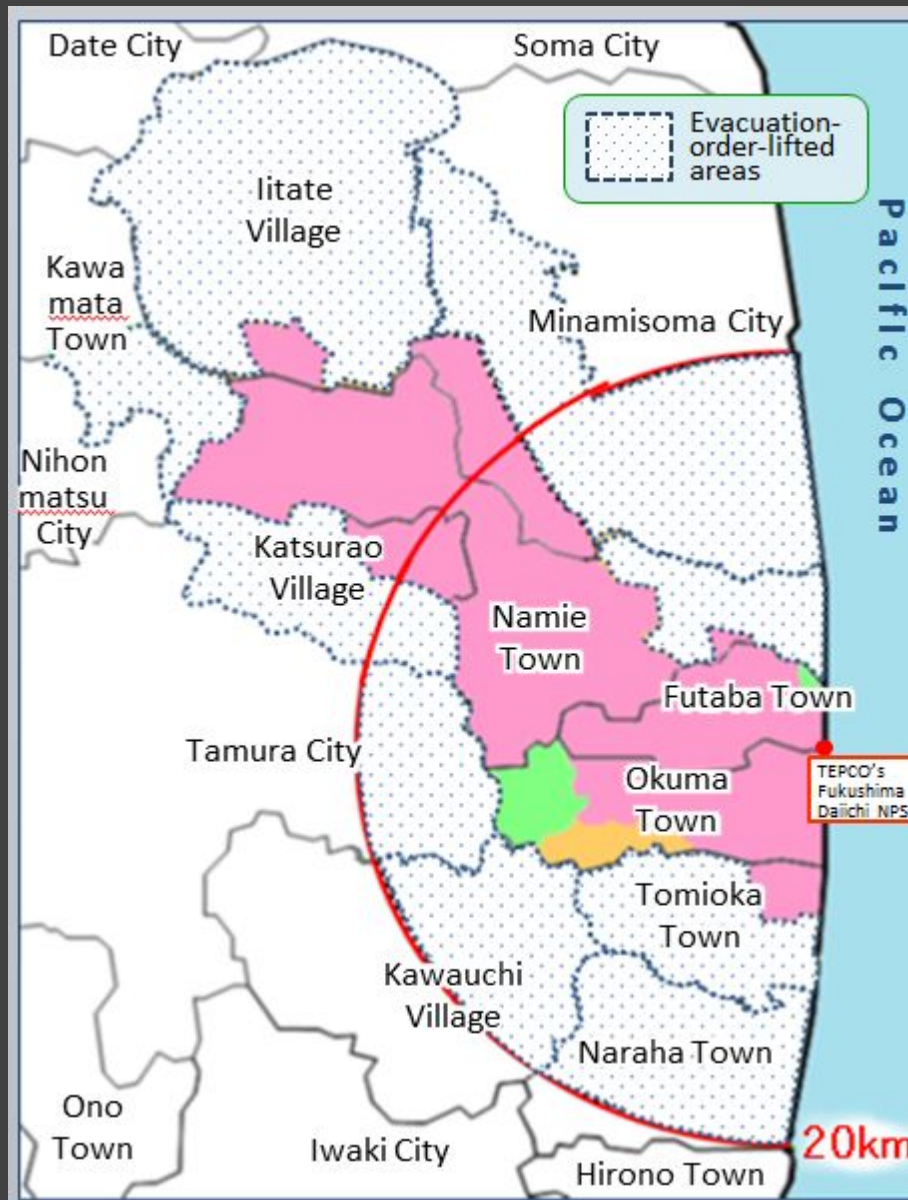 Date City
Soma City
Evacuation-
order-lifted
areas
Iitate
Village
Pacific Ocean
Kawa
mata
Town
Minamisoma City
Nihon
matsu
City
Katsurao
Village
Namie
Town
Futaba Town
Tamura City
Okuma
Town
TEPCO's
Fukushima
Daiichi NPS
Tomioka
Town
Kawauchi
Village
Naraha Town
Ono
Town
Iwaki City
20km
Hirono Town